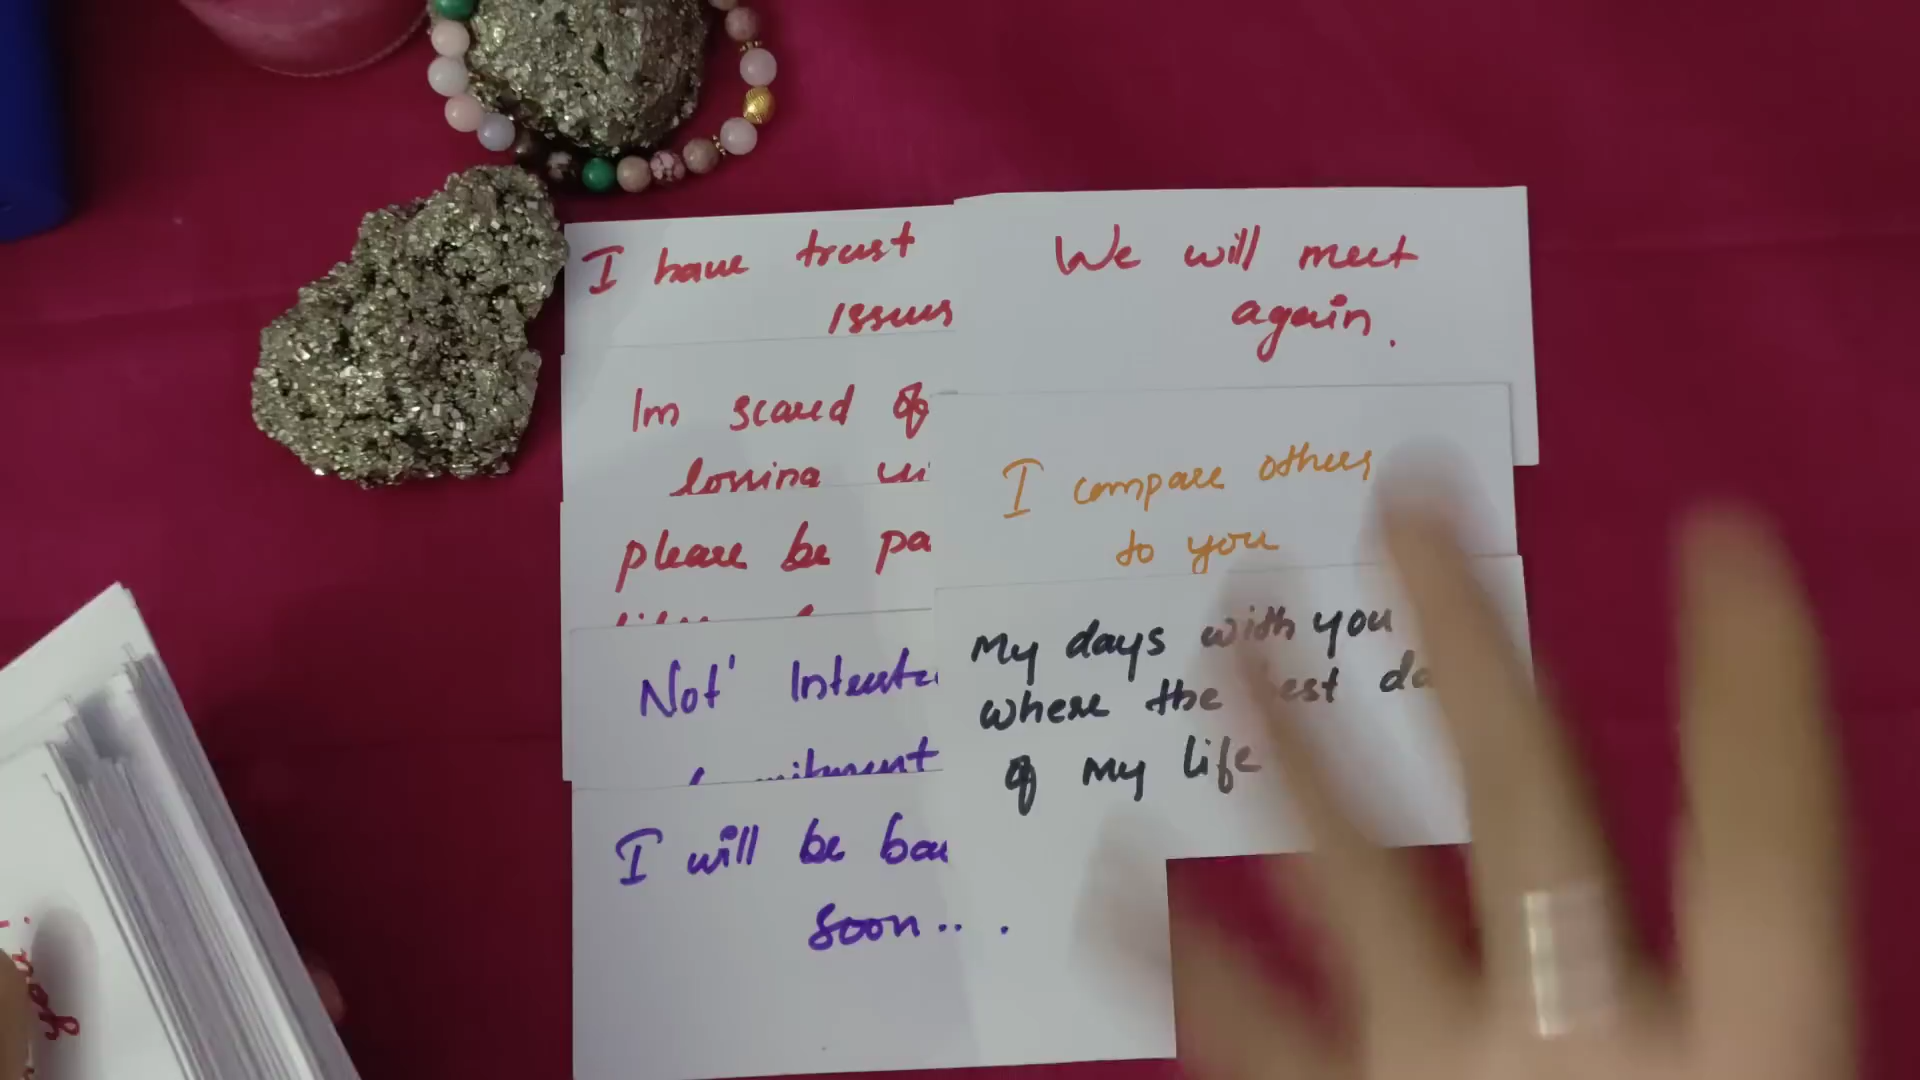 I have trust
issues
Im scared of
please be
Not
I will be
soon...
We will meet
again.
I compare others
to you
My days with you
where the best
of my life